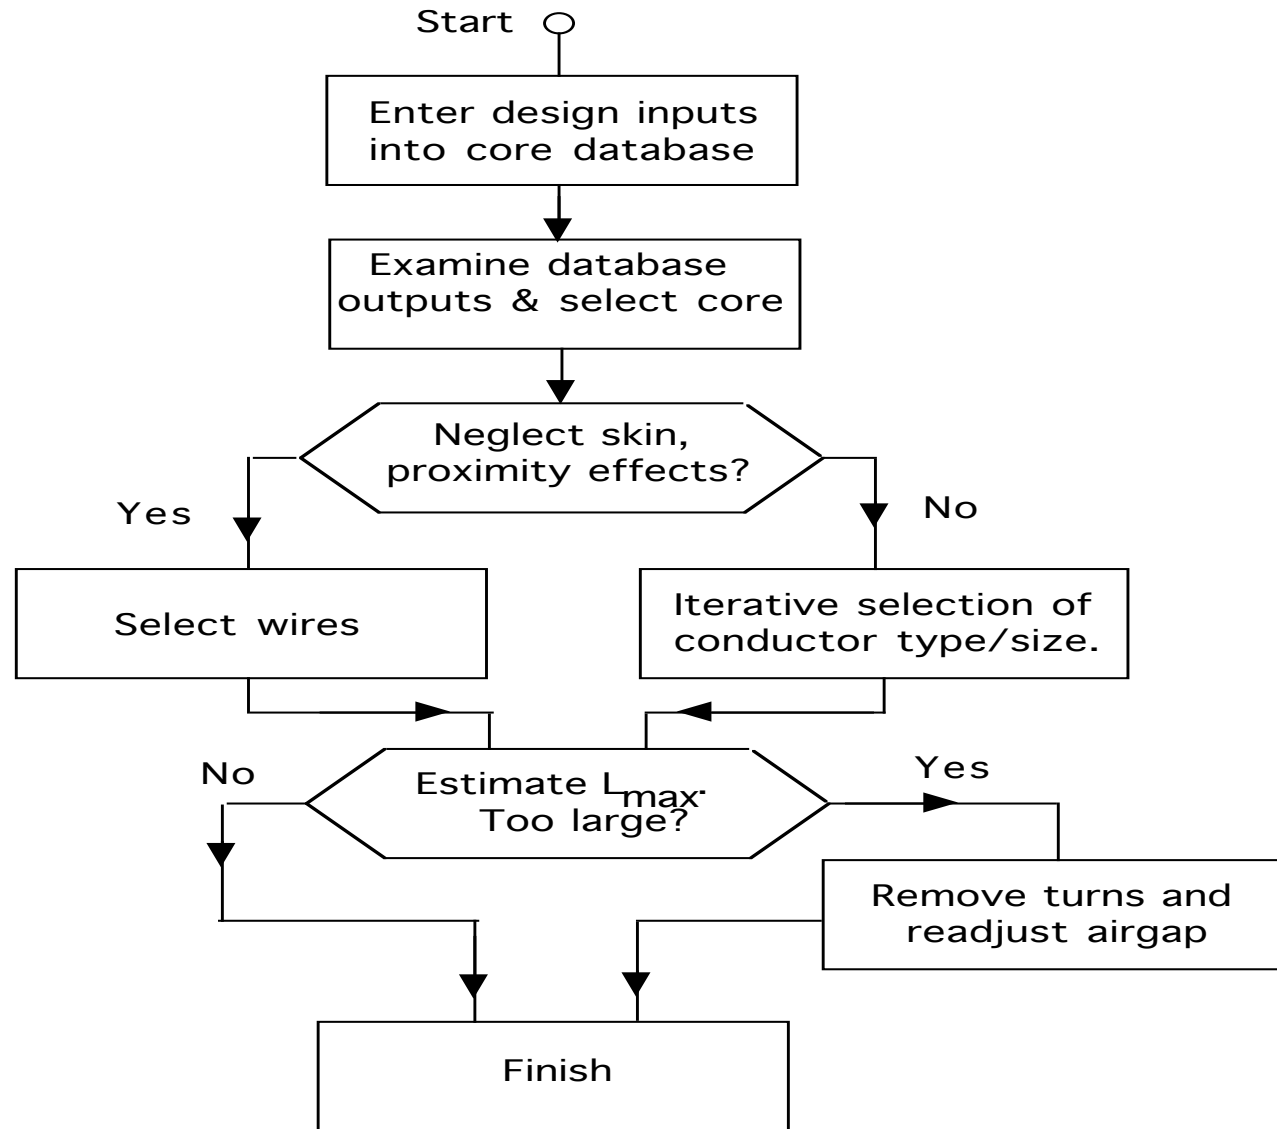 Start
Enter design inputs
into core database
Examine database
outputs & select core
Neglect skin,
proximity effects?
Yes
No
Select wires
Iterative selection of
conductor type/size.
No
Estimate Lmax.
Too large?
Yes
Remove turns and
readjust airgap
Finish